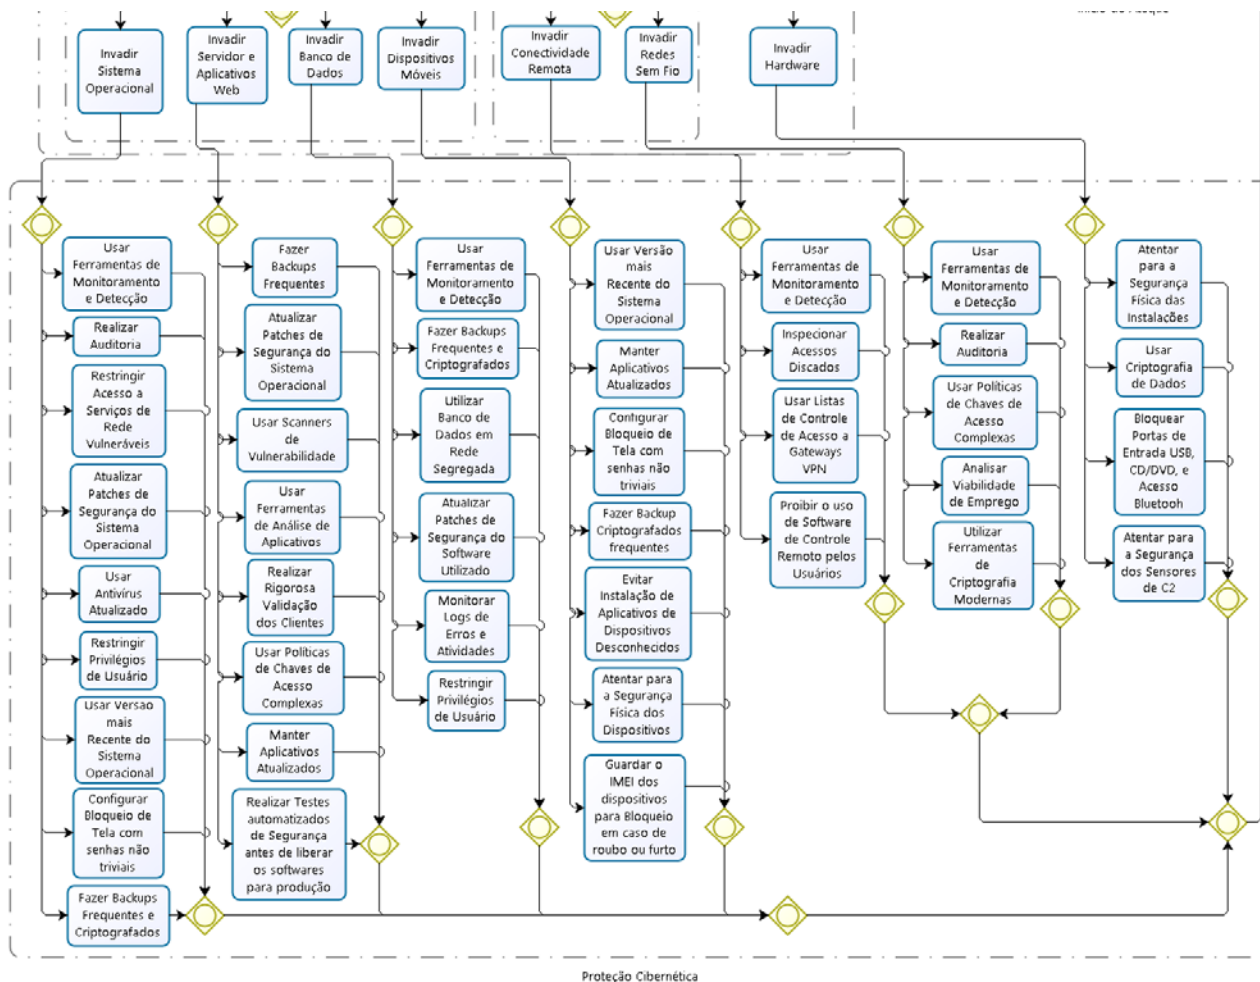 Invadir
Sistema
Operacional
Invadir
Servidor e
Aplicativos
Web
Invadir
Banco de
Dados
Invadir
Dispositivos
Móveis
Invadir
Conectividade
Remota
Invadir
Redes
Sem Fio
Invadir
Hardware
Usar
Ferramentas de
Monitoramento
e Detecção
Realizar
Auditoria
Restringir
Acesso a
Serviços de
Rede
Vulneráveis
Atualizar
Patches de
Segurança do
Sistema
Operacional
Usar
Antivírus
Atualizado
Restringir
Privilégios
de Usuário
Usar Versao
mais
Recente do
Sistema
Operacional
Configurar
Bloqueio de
Tela com
senhas não
triviais
Fazer Backups
Frequentes e
Criptografados
Fazer
Backups
Frequentes
Atualizar
Patches de
Segurança do
Sistema
Operacional
Usar Scanners
de
Vulnerabilidade
Usar
Ferramentas
de Análise de
Aplicativos
Realizar
Rigorosa
Validação
dos Clientes
Usar Políticas
de Chaves de
Acesso
Complexas
Manter
Aplicativos
Atualizados
Realizar Testes
automatizados
de Segurança
antes de liberar
os softwares
para produção
Usar
Ferramentas de
Monitoramento
e Detecção
Fazer Backups
Frequentes e
Criptografados
Utilizar
Banco de
Dados em
Rede
Segregada
Atualizar
Patches de
Segurança do
Software
Utilizado
Monitorar
Logs de
Erros e
Atividades
Restringir
Privilégios
de Usuário
Usar Versão
mais
Recente do
Sistema
Operacional
Manter
Aplicativos
Atualizados
Configurar
Bloqueio de
Tela com
senhas não
triviais
Fazer Backup
Criptografados
frequentes
Evitar
Instalação de
Aplicativos de
Dispositivos
Desconhecidos
Atentar para
a Segurança
Física dos
Dispositivos
Guardar o
IMEI dos
dispositivos
para Bloqueio
em caso de
roubo ou furto
Usar
Ferramentas de
Monitoramento
e Detecção
Inspecionar
Acessos
Discados
Usar Listas
de Controle
de Acesso a
Gateways
VPN
Proibir o uso
de Software
de Controle
Remoto pelos
Usuários
Usar
Ferramentas de
Monitoramento
e Detecção
Realizar
Auditoria
Usar Políticas
de Chaves de
Acesso
Complexas
Analisar
Viabilidade
de Emprego
Utilizar
Ferramentas
de
Criptografia
Modernas
Atentar
para a
Segurança
Física das
Instalações
Usar
Criptografia
de Dados
Bloquear
Portas de
Entrada USB,
CD/DVD, e
Acesso
Bluetooh
Atentar para
a Segurança
dos Sensores
de C2
Proteção Cibernética